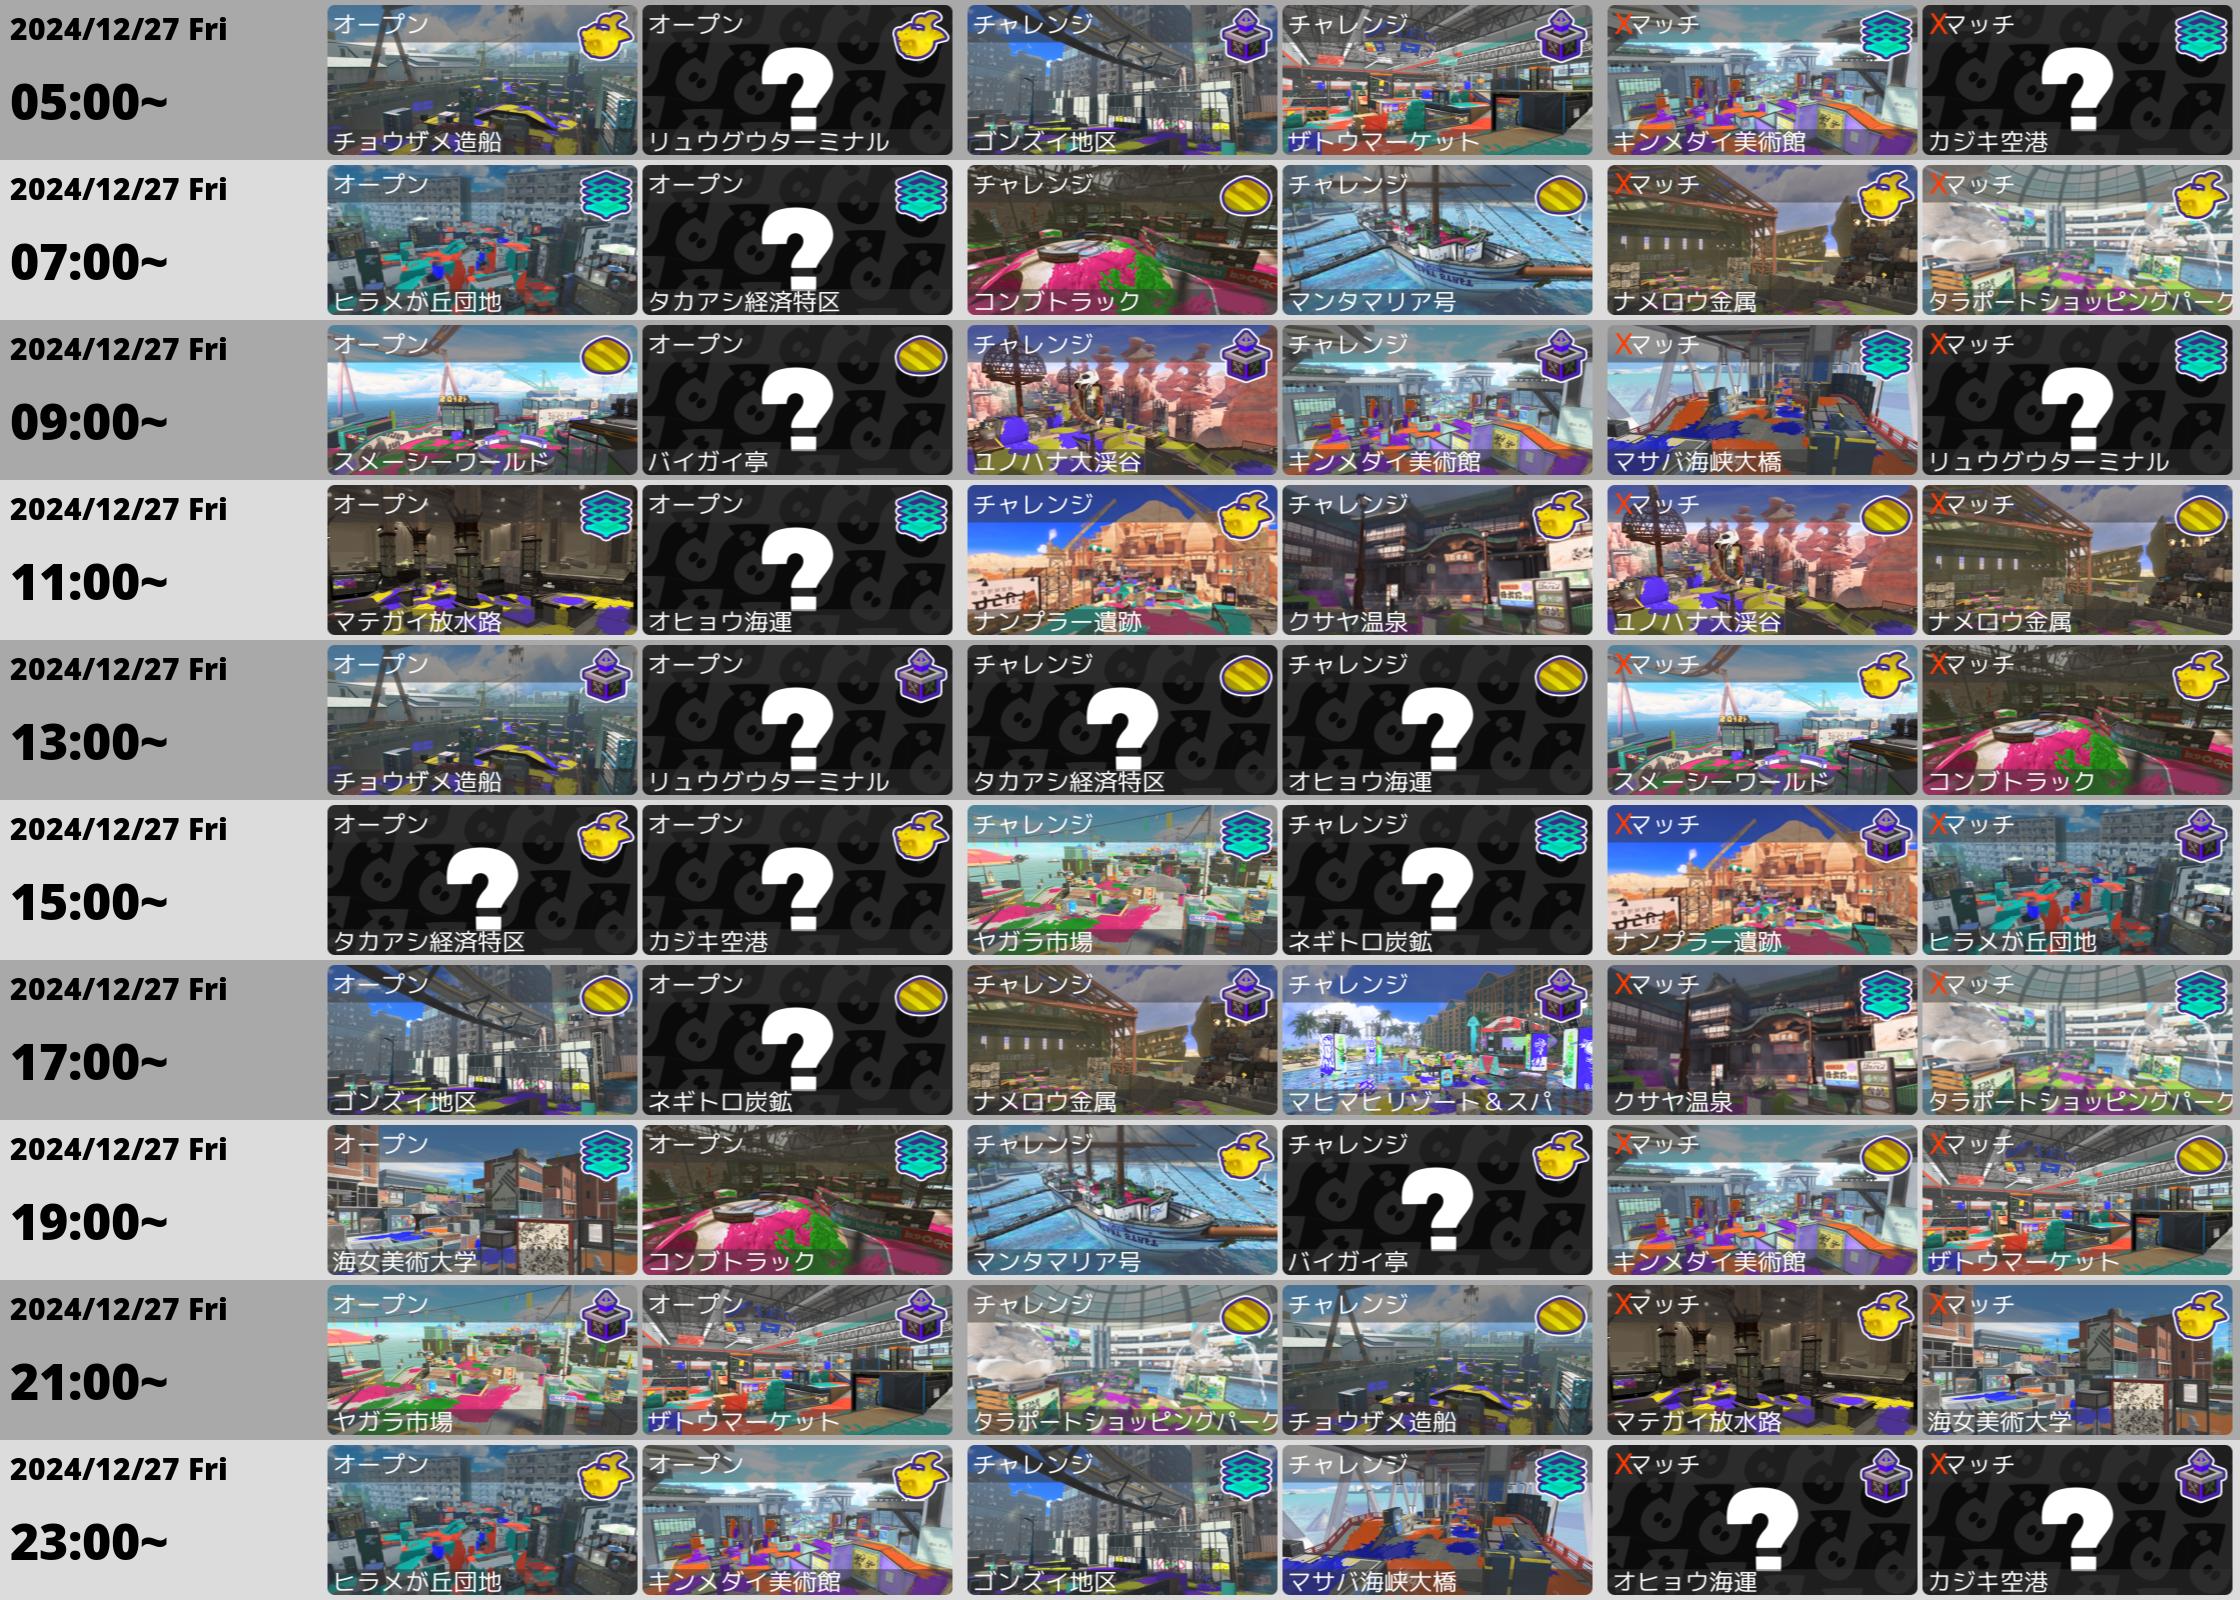 2024/12/27 Fri
05:00~
オープン
チョウザメ造船
オープン
リュウグウターミナル
チャレンジ
ゴンズイ地区
チャレンジ
ザトウマーケット
Xマッチ
キンメダイ美術館
Xマッチ
カジキ空港
2024/12/27 Fri
07:00~
オープン
ヒラメが丘団地
オープン
タカアシ経済特区
チャレンジ
コンブトラック
チャレンジ
マンタマリア号
Xマッチ
ナメロウ金属
Xマッチ
タラポートショッピングパーク
2024/12/27 Fri
09:00~
オープン
スメーシーワールド
オープン
バイガイ亭
チャレンジ
ユノハナ大渓谷
チャレンジ
キンメダイ美術館
Xマッチ
マサバ海峡大橋
Xマッチ
リュウグウターミナル
2024/12/27 Fri
11:00~
オープン
マテガイ放水路
オープン
オヒョウ海運
チャレンジ
ナンプラー遺跡
チャレンジ
クサヤ温泉
Xマッチ
ユノハナ大渓谷
Xマッチ
ナメロウ金属
2024/12/27 Fri
13:00~
オープン
チョウザメ造船
オープン
リュウグウターミナル
チャレンジ
タカアシ経済特区
チャレンジ
オヒョウ海運
Xマッチ
スメーシーワールド
Xマッチ
コンブトラック
2024/12/27 Fri
15:00~
オープン
タカアシ経済特区
オープン
カジキ空港
チャレンジ
ヤガラ市場
チャレンジ
ネギトロ炭鉱
Xマッチ
ナンプラー遺跡
Xマッチ
ヒラメが丘団地
2024/12/27 Fri
17:00~
オープン
ゴンズイ地区
オープン
ネギトロ炭鉱
チャレンジ
ナメロウ金属
チャレンジ
マヒマヒリゾート＆スパ
Xマッチ
クサヤ温泉
Xマッチ
タラポートショッピングパーク
2024/12/27 Fri
19:00~
オープン
海女美術大学
オープン
コンブトラック
チャレンジ
マンタマリア号
チャレンジ
バイガイ亭
Xマッチ
キンメダイ美術館
Xマッチ
ザトウマーケット
2024/12/27 Fri
21:00~
オープン
ヤガラ市場
オープン
ザトウマーケット
チャレンジ
タラポートショッピングパーク
チャレンジ
チョウザメ造船
Xマッチ
マテガイ放水路
Xマッチ
海女美術大学
2024/12/27 Fri
23:00~
オープン
ヒラメが丘団地
オープン
キンメダイ美術館
チャレンジ
ゴンズイ地区
チャレンジ
マサバ海峡大橋
Xマッチ
オヒョウ海運
Xマッチ
カジキ空港